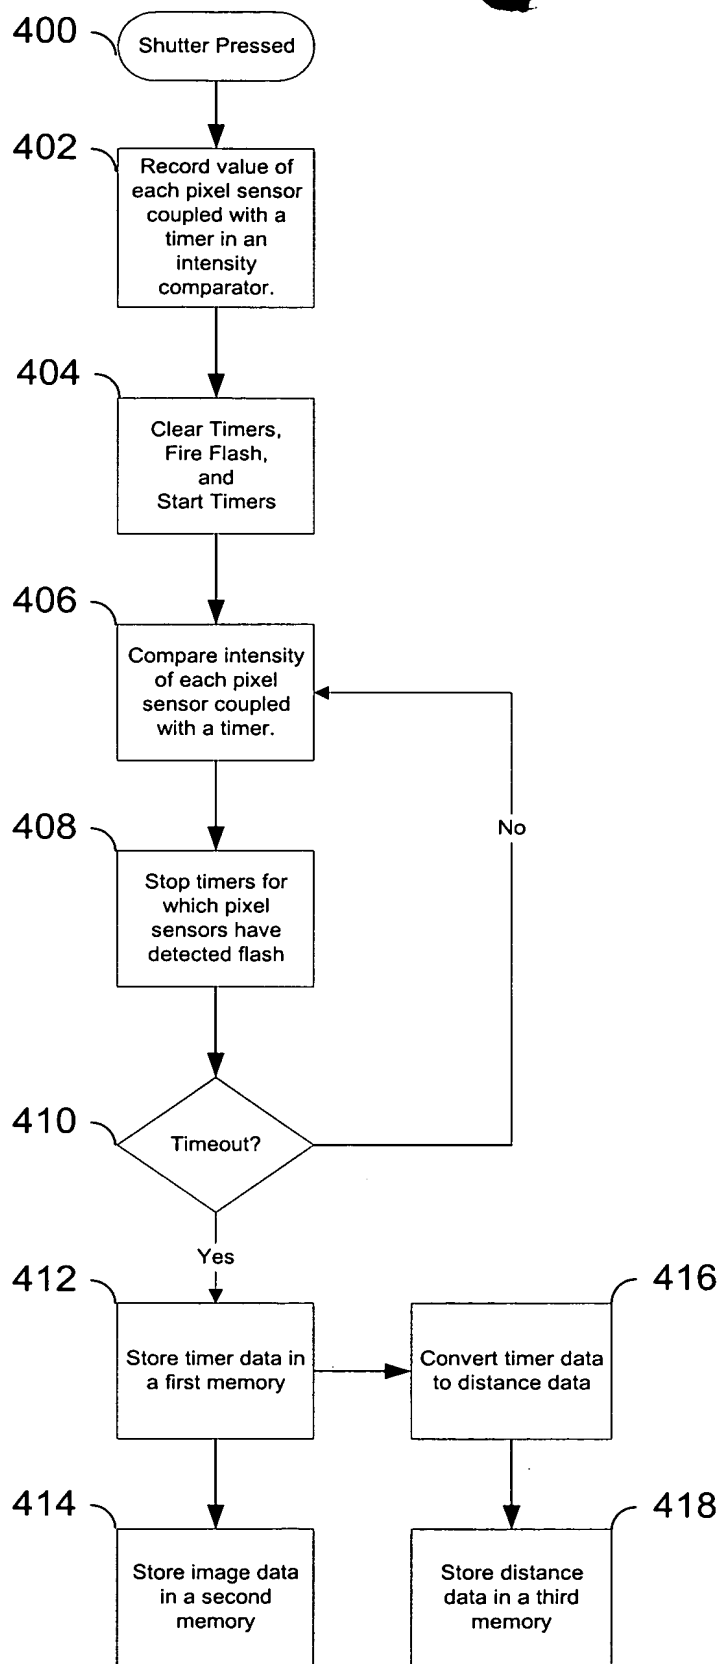 400
Shutter Pressed
402
Record value of
each pixel sensor
coupled with a
timer in an
intensity
comparator.
404
Clear Timers,
Fire Flash,
and
Start Timers
406
Compare intensity
of each pixel
sensor coupled
with a timer.
No
408
Stop timers for
which pixel
sensors have
detected flash
410
Timeout?
Yes
412
Store timer data in
a first memory
416
Convert timer data
to distance data
414
Store image data
in a second
memory
418
Store distance
data in a third
memory